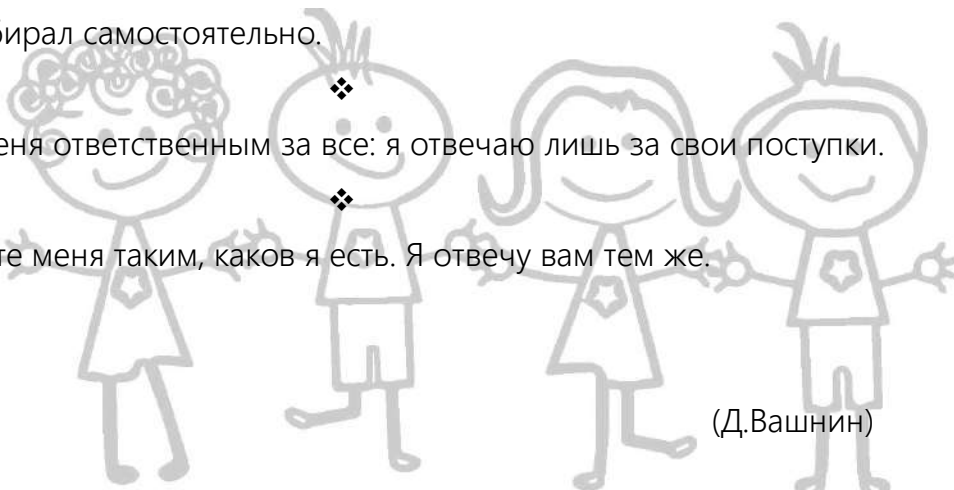 бирал самостоятельно.
❖
еня ответственным за все: я отвечаю лишь за свои поступки.
❖
те меня таким, каков я есть. Я отвечу вам тем же.
(Д.Вашнин)